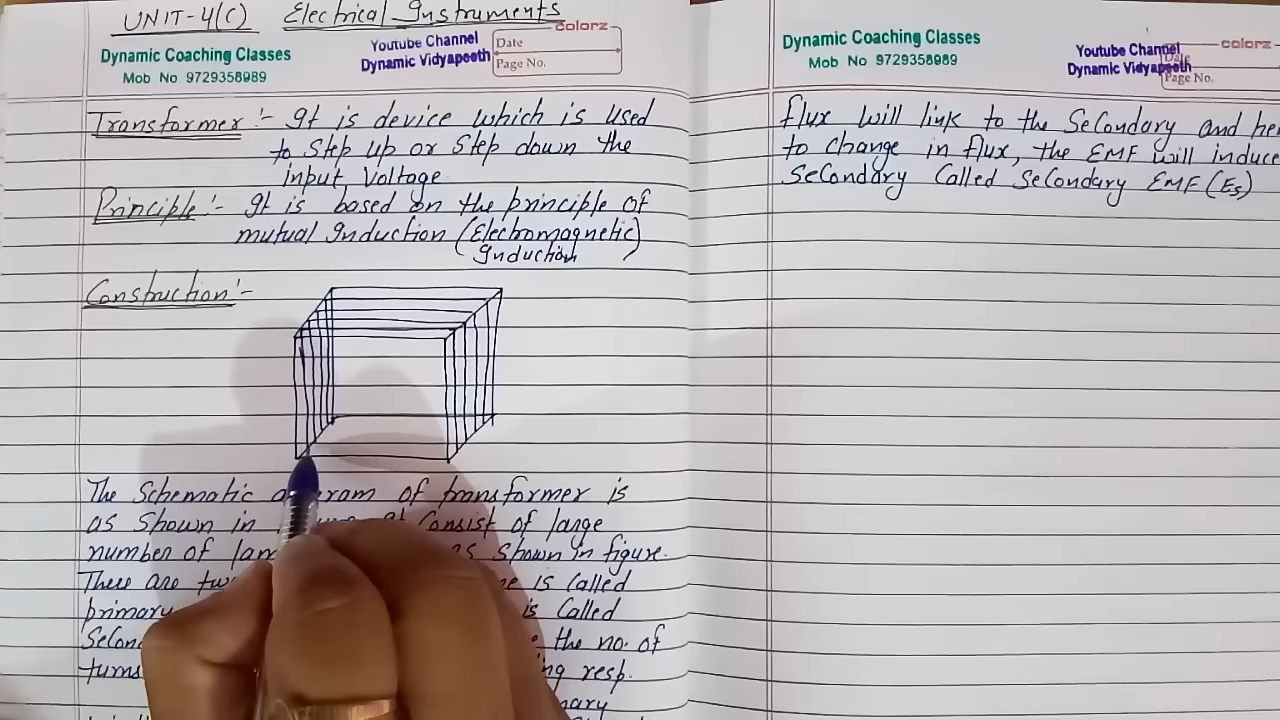 UNIT-4(C) Electrical Instruments
Dynamic Coaching Classes
Mob No 9729358989
Youtube Channel
Dynamic Vidyapeeth
colorz
Date
Page No.
Transformer :- It is device which is used
to Step up or Step down the
input Voltage
Principle :- It is based on the principle of
mutual Induction (Electromagnetic)
Induction
Construction :-
The Schematic of transformer is
as Shown in Consist of large
number of Shown in figure.
There are is Called
primary is Called
the no. of
turns resp.
Dynamic Coaching Classes
Mob No 9729358989
Youtube Channel
Dynamic Vidyapeeth
colorz
Page No.
flux will link to the Secondary and
to change in flux, the EMF will induce
Secondary Called Secondary EMF (Es)